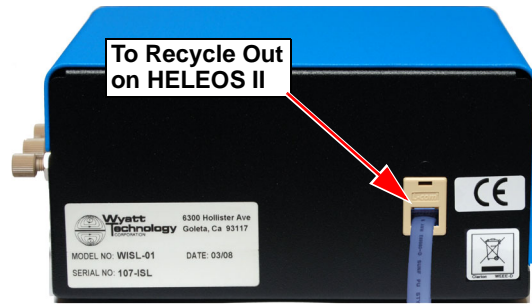 To Recycle Out
on HELEOS II
Wyatt
Technology
CORPORATION
6300 Hollister Ave
Goleta, Ca 93117
MODEL NO: WISL-01 DATE: 03/08
SERIAL NO: 107-ISL
CE